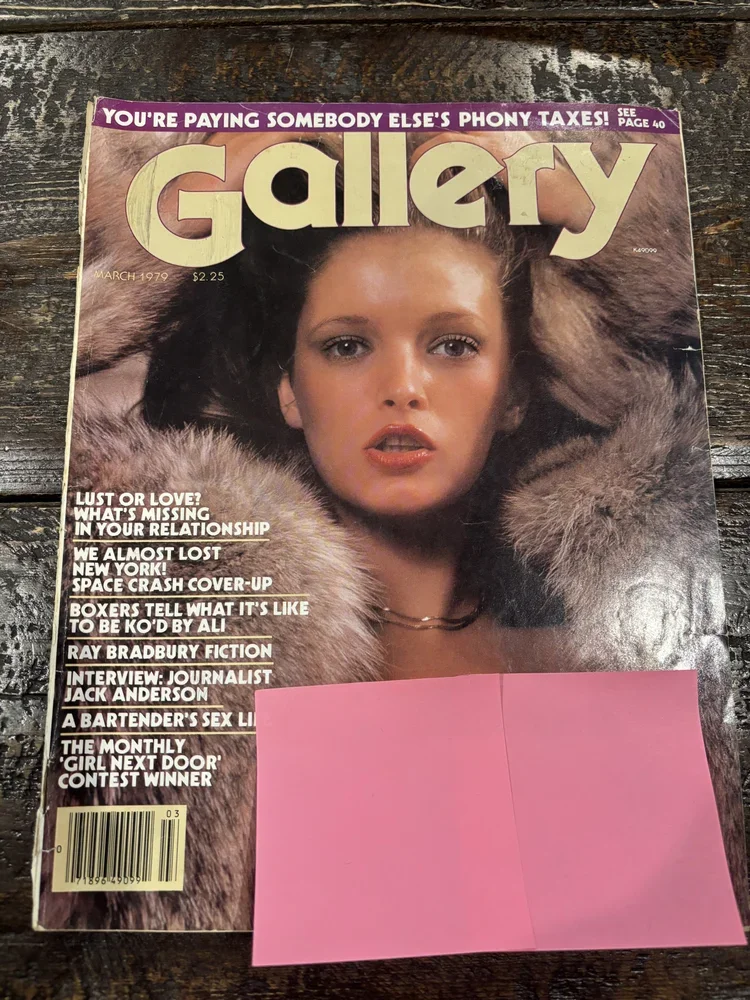 YOU'RE PAYING SOMEBODY ELSE'S PHONY TAXES! SEE
PAGE 40
Gallery
K49099
MARCH 1979 $2.25
LUST OR LOVE?
WHAT'S MISSING
IN YOUR RELATIONSHIP
WE ALMOST LOST
NEW YORK!
SPACE CRASH COVER-UP
BOXERS TELL WHAT IT'S LIKE
TO BE KO'D BY ALI
RAY BRADBURY FICTION
INTERVIEW: JOURNALIST
JACK ANDERSON
A BARTENDER'S SEX
THE MONTHLY
'GIRL NEXT DOOR'
CONTEST WINNER
03
0
71896 49099